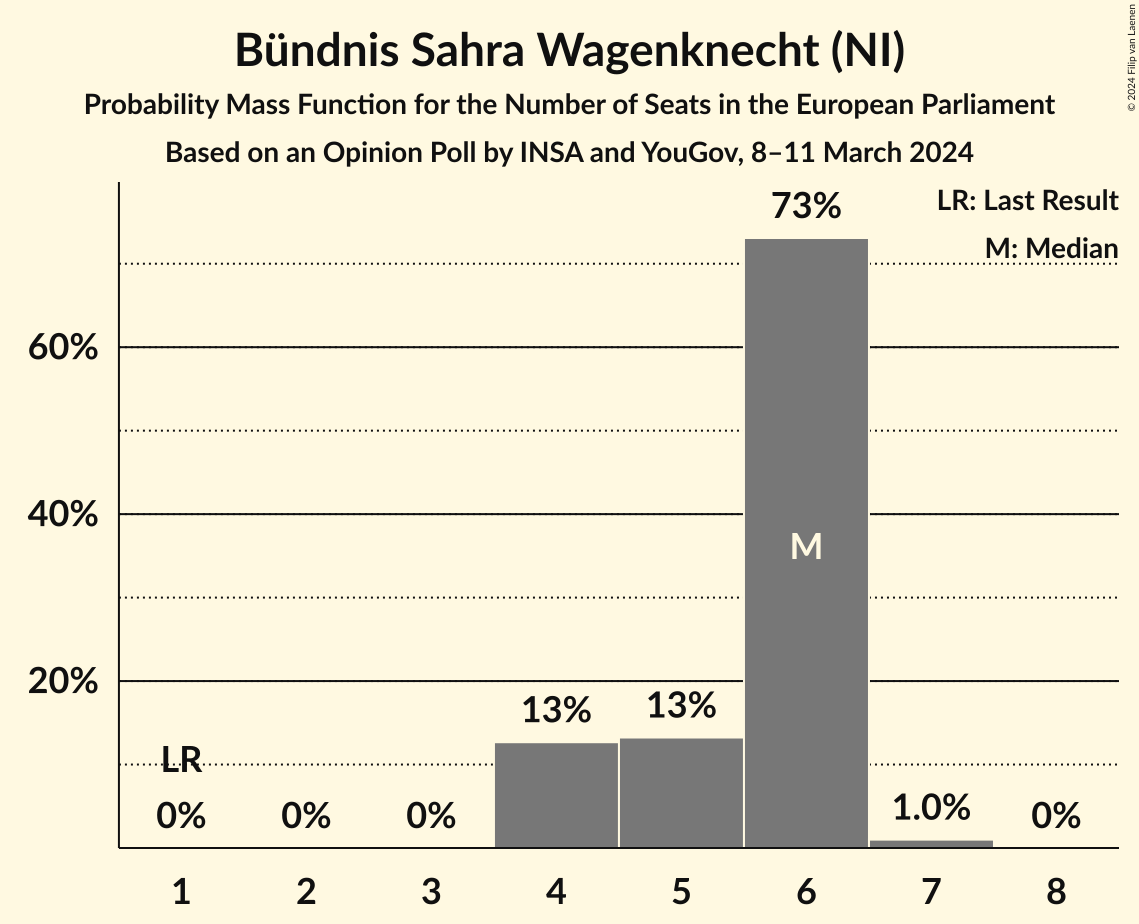 Bündnis Sahra Wagenknecht (NI)
Probability Mass Function for the Number of Seats in the European Parliament
Based on an Opinion Poll by INSA and YouGov, 8–11 March 2024
© 2024 Filip van Laenen
LR: Last Result
M: Median
73%
60%
40%
M
20%
13%
13%
LR
0%
0%
0%
1.0%
0%
1
2
3
4
5
6
7
8